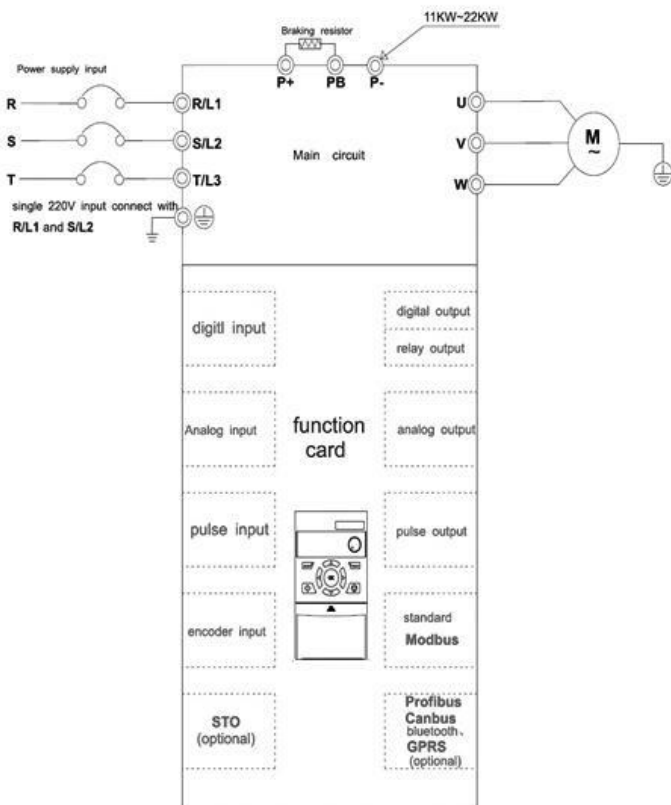 11KW~22KW
Braking resistor
P+ PB P-
Power supply input
R R/L1
S S/L2
T T/L3
single 220V input connect with
R/L1 and S/L2
Main circuit
U
V
W
M
~
digitl input
digital output
relay output
Analog input
function
card
analog output
pulse input
pulse output
encoder input
standard
Modbus
STO
(optional)
Profibus
Canbus
bluetooth、
GPRS
(optional)